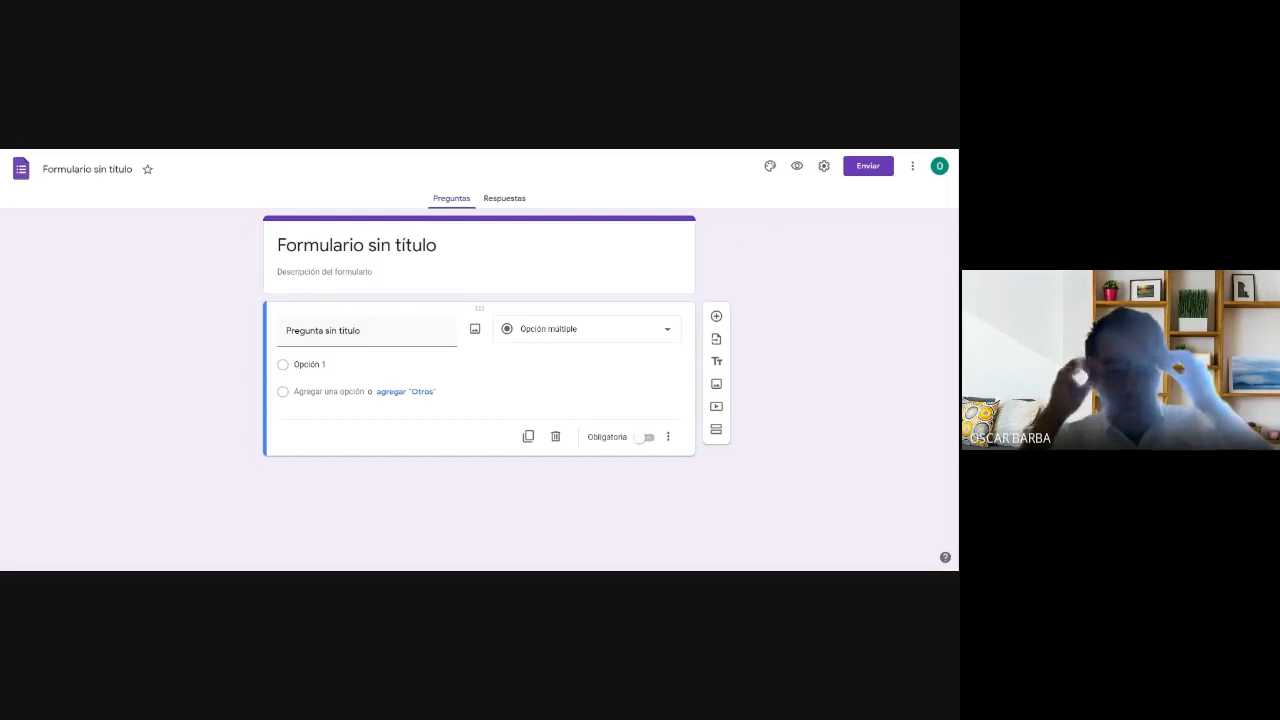 Formulario sin título
Enviar
O
Preguntas
Respuestas
Formulario sin título
Descripción del formulario
Pregunta sin título
Opción múltiple
Opción 1
Agregar una opción o agregar "Otros"
Obligatoria
Tт
?
OSCAR BARBA